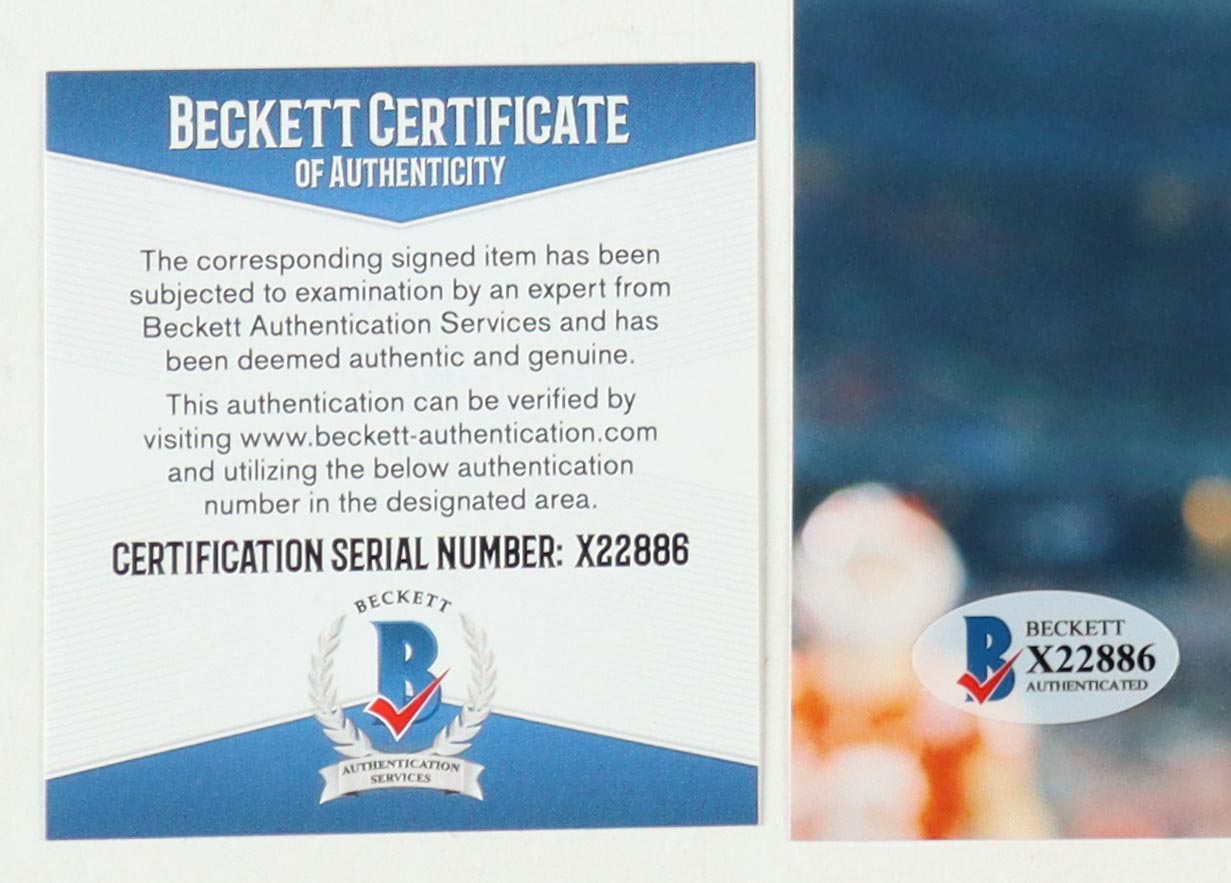 BECKETT CERTIFICATE
OF AUTHENTICITY
The corresponding signed item has been
subjected to examination by an expert from
Beckett Authentication Services and has
been deemed authentic and genuine.
This authentication can be verified by
visiting www.beckett-authentication.com
and utilizing the below authentication
number in the designated area.
CERTIFICATION SERIAL NUMBER: X22886
BECKETT
B
AUTHENTICATION
SERVICES
B
BECKETT
X22886
AUTHENTICATED